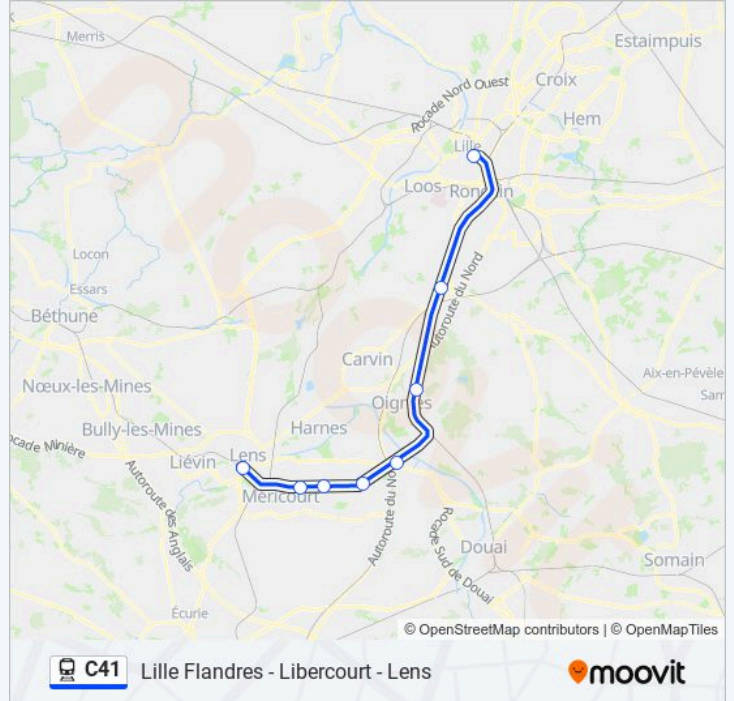 Merris
Estaimpuis
Croix
Rocade Nord Ouest
Hem
Lille
Loos
Ronchin
Locon
Essars
Autoroute du Nord
Béthune
Carvin
Aix-en-Pévèle
Nœux-les-Mines
Sam
Oignies
Bully-les-Mines
Harnes
ocade Minière
Lens
Liévin
Méricourt
Autoroute des Anglais
Autoroute du No
Rocade Sud de Douai
Douai
Somain
Écurie
© OpenStreetMap contributors | © OpenMapTiles
C41 Lille Flandres - Libercourt - Lens
moovit